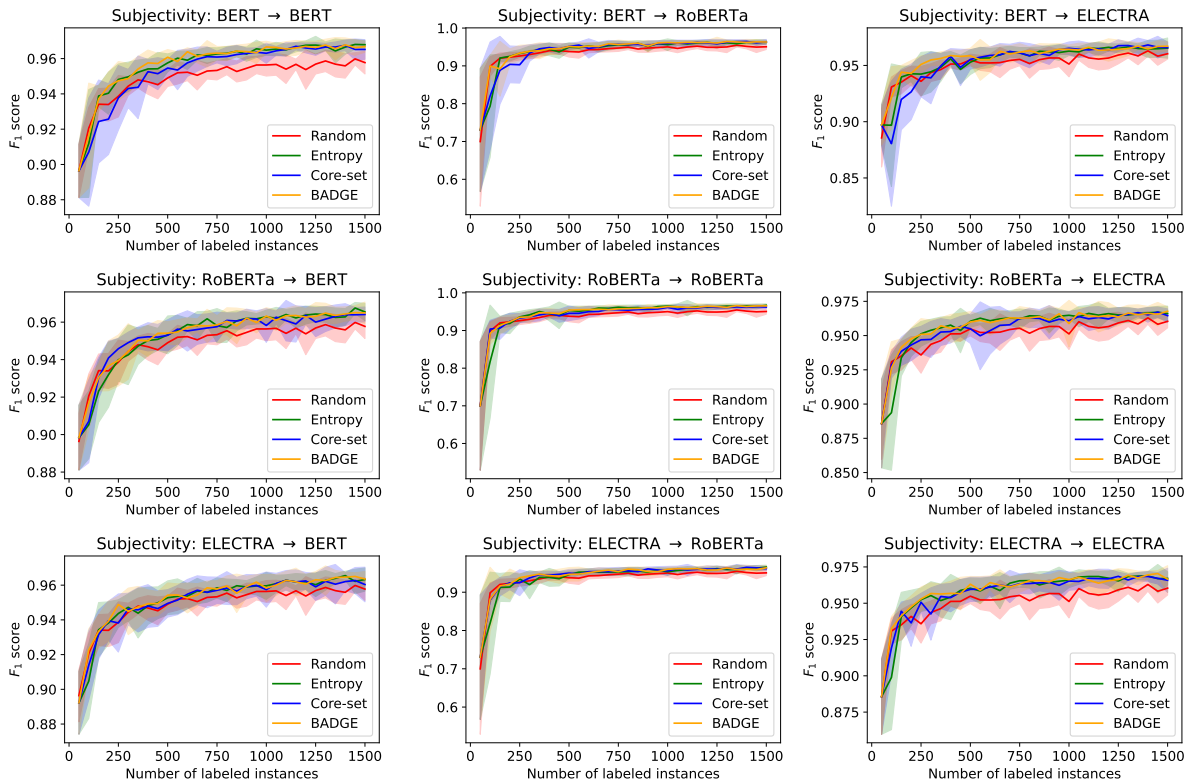 Subjectivity: BERT → BERT
F1 score
0.96
0.94
0.92
0.90
0.88
0 250 500 750 1000 1250 1500
Number of labeled instances
Random
Entropy
Core-set
BADGE
Subjectivity: BERT → RoBERTa
F1 score
1.0
0.9
0.8
0.7
0.6
0 250 500 750 1000 1250 1500
Number of labeled instances
Random
Entropy
Core-set
BADGE
Subjectivity: BERT → ELECTRA
F1 score
0.95
0.90
0.85
0 250 500 750 1000 1250 1500
Number of labeled instances
Random
Entropy
Core-set
BADGE
Subjectivity: RoBERTa → BERT
F1 score
0.96
0.94
0.92
0.90
0.88
0 250 500 750 1000 1250 1500
Number of labeled instances
Random
Entropy
Core-set
BADGE
Subjectivity: RoBERTa → RoBERTa
F1 score
1.0
0.9
0.8
0.7
0.6
0 250 500 750 1000 1250 1500
Number of labeled instances
Random
Entropy
Core-set
BADGE
Subjectivity: RoBERTa → ELECTRA
F1 score
0.975
0.950
0.925
0.900
0.875
0.850
0 250 500 750 1000 1250 1500
Number of labeled instances
Random
Entropy
Core-set
BADGE
Subjectivity: ELECTRA → BERT
F1 score
0.96
0.94
0.92
0.90
0.88
0 250 500 750 1000 1250 1500
Number of labeled instances
Random
Entropy
Core-set
BADGE
Subjectivity: ELECTRA → RoBERTa
F1 score
0.9
0.8
0.7
0.6
0 250 500 750 1000 1250 1500
Number of labeled instances
Random
Entropy
Core-set
BADGE
Subjectivity: ELECTRA → ELECTRA
F1 score
0.975
0.950
0.925
0.900
0.875
0 250 500 750 1000 1250 1500
Number of labeled instances
Random
Entropy
Core-set
BADGE